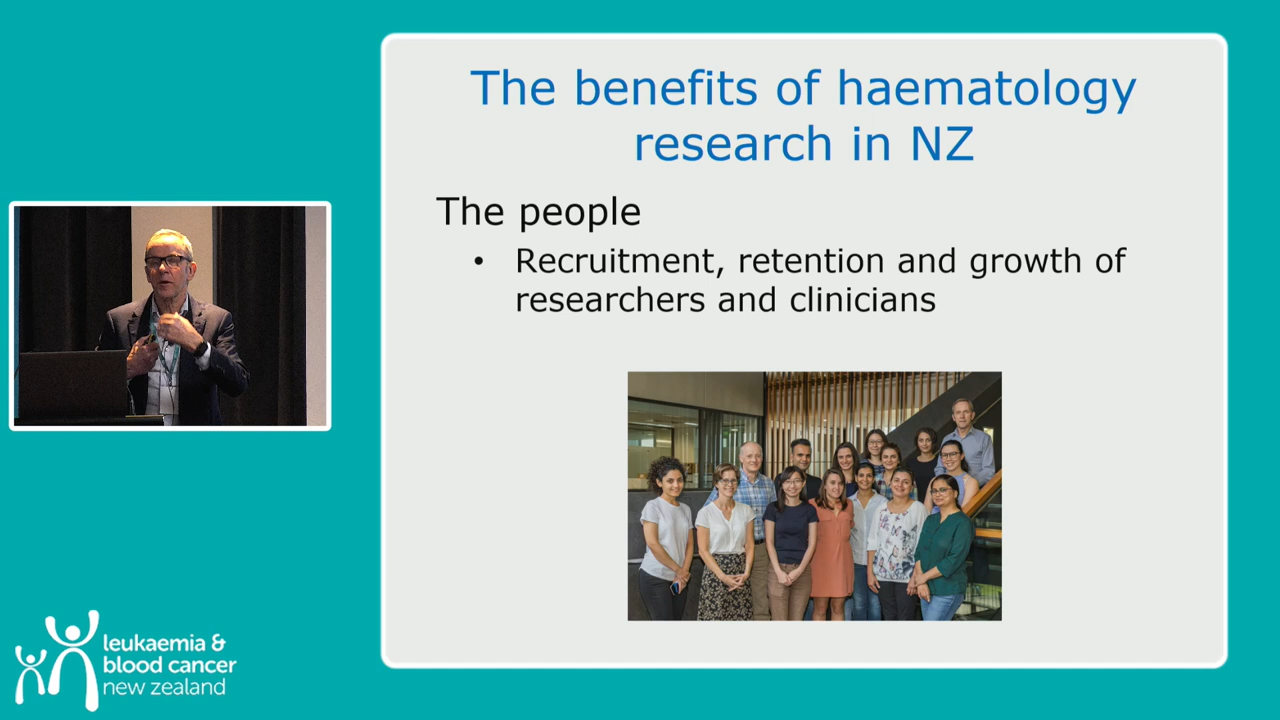 The benefits of haematology
research in NZ
The people
• Recruitment, retention and growth of
researchers and clinicians
leukaemia &
blood cancer
new zealand